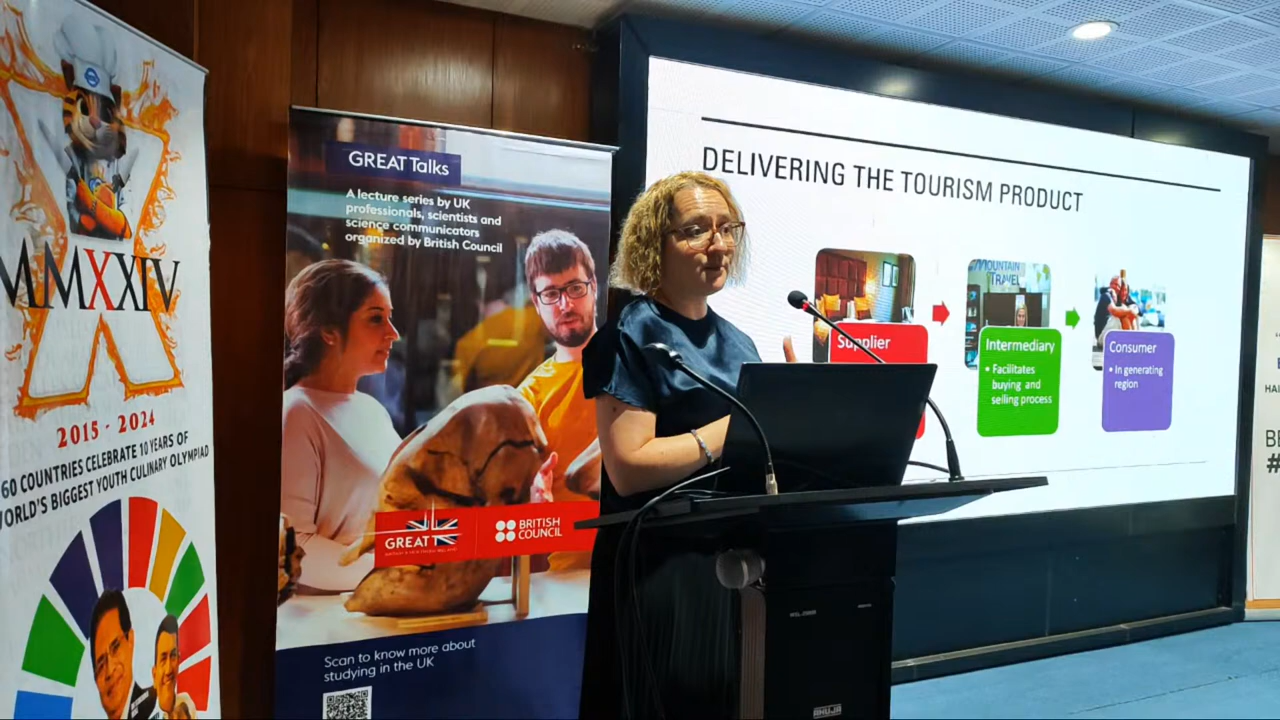 MMXXIV
2015 - 2024
60 COUNTRIES CELEBRATE 10 YEARS OF
WORLD'S BIGGEST YOUTH CULINARY OLYMPIAD
GREAT Talks
A lecture series by UK
professionals, scientists and
science communicators
organized by British Council
GREAT
BRITISH
COUNCIL
Scan to know more about
studying in the UK
DELIVERING THE TOURISM PRODUCT
MOUNTAIN
TRAVEL
Supplier
Intermediary
• Facilitates
buying and
selling process
Consumer
• In generating
region
AHUJA